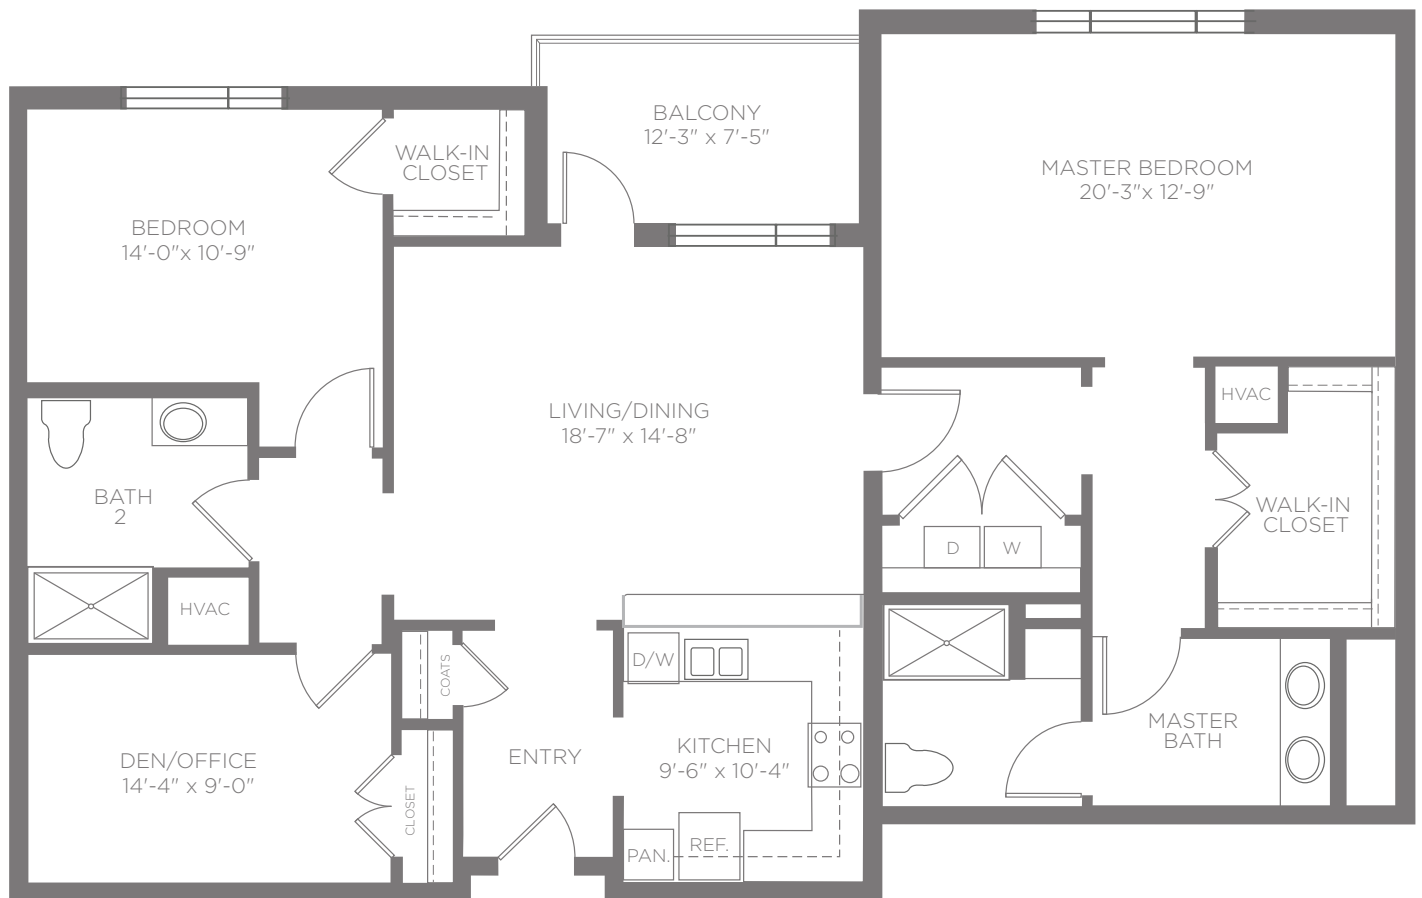 BALCONY
12'-3" x 7'-5"
WALK-IN
CLOSET
MASTER BEDROOM
20'-3"x 12'-9"
BEDROOM
14'-0"x 10'-9"
HVAC
LIVING/DINING
18'-7" x 14'-8"
BATH
2
WALK-IN
CLOSET
D
W
HVAC
D/W
COATS
MASTER
BATH
KITCHEN
9'-6" x 10'-4"
ENTRY
DEN/OFFICE
14'-4" x 9'-0"
CLOSET
REF.
PAN.